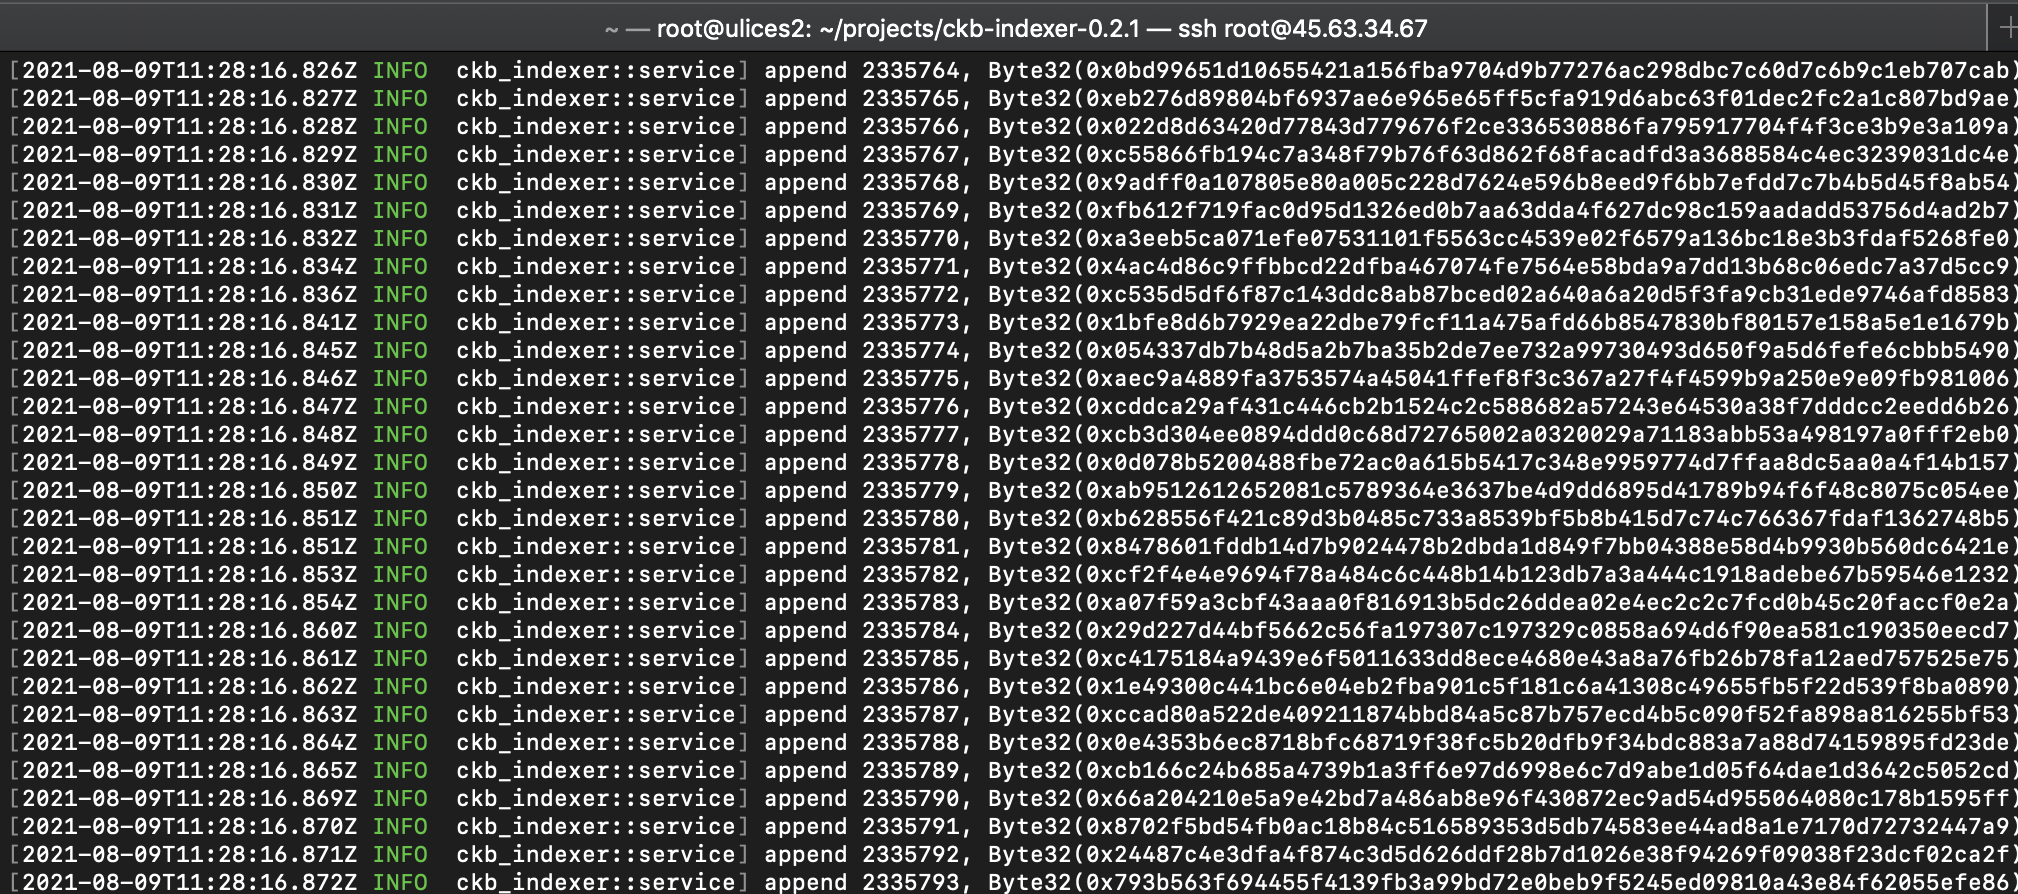 ~ — root@ulices2: ~/projects/ckb-indexer-0.2.1 — ssh root@45.63.34.67
[2021-08-09T11:28:16.826Z INFO  ckb_indexer::service] append 2335764, Byte32(0x0bd99651d10655421a156fba9704d9b77276ac298dbc7c60d7c6b9c1eb707cab)
[2021-08-09T11:28:16.827Z INFO  ckb_indexer::service] append 2335765, Byte32(0xeb276d89804bf6937ae6e965e65ff5cfa919d6abc63f01dec2fc2a1c807bd9ae)
[2021-08-09T11:28:16.828Z INFO  ckb_indexer::service] append 2335766, Byte32(0x022d8d63420d77843d779676f2ce336530886fa795917704f4f3ce3b9e3a109a)
[2021-08-09T11:28:16.829Z INFO  ckb_indexer::service] append 2335767, Byte32(0xc55866fb194c7a348f79b76f63d862f68facadfd3a3688584c4ec3239031dc4e)
[2021-08-09T11:28:16.830Z INFO  ckb_indexer::service] append 2335768, Byte32(0x9adff0a107805e80a005c228d7624e596b8eed9f6bb7efdd7c7b4b5d45f8ab54)
[2021-08-09T11:28:16.831Z INFO  ckb_indexer::service] append 2335769, Byte32(0xfb612f719fac0d95d1326ed0b7aa63dda4f627dc98c159aadadd53756d4ad2b7)
[2021-08-09T11:28:16.832Z INFO  ckb_indexer::service] append 2335770, Byte32(0xa3eeb5ca071efe07531101f5563cc4539e02f6579a136bc18e3b3fdaf5268fe0)
[2021-08-09T11:28:16.834Z INFO  ckb_indexer::service] append 2335771, Byte32(0x4ac4d86c9ffbbcd22dfba467074fe7564e58bda9a7dd13b68c06edc7a37d5cc9)
[2021-08-09T11:28:16.836Z INFO  ckb_indexer::service] append 2335772, Byte32(0xc535d5df6f87c143ddc8ab87bced02a640a6a20d5f3fa9cb31ede9746afd8583)
[2021-08-09T11:28:16.841Z INFO  ckb_indexer::service] append 2335773, Byte32(0x1bfe8d6b7929ea22dbe79fcf11a475afd66b8547830bf80157e158a5e1e1679b)
[2021-08-09T11:28:16.845Z INFO  ckb_indexer::service] append 2335774, Byte32(0x054337db7b48d5a2b7ba35b2de7ee732a99730493d650f9a5d6fefe6cbbb5490)
[2021-08-09T11:28:16.846Z INFO  ckb_indexer::service] append 2335775, Byte32(0xaec9a4889fa3753574a45041ffef8f3c367a27f4f4599b9a250e9e09fb981006)
[2021-08-09T11:28:16.847Z INFO  ckb_indexer::service] append 2335776, Byte32(0xcddca29af431c446cb2b1524c2c588682a57243e64530a38f7dddcc2eedd6b26)
[2021-08-09T11:28:16.848Z INFO  ckb_indexer::service] append 2335777, Byte32(0xcb3d304ee0894ddd0c68d72765002a0320029a71183abb53a498197a0fff2eb0)
[2021-08-09T11:28:16.849Z INFO  ckb_indexer::service] append 2335778, Byte32(0x0d078b5200488fbe72ac0a615b5417c348e9959774d7ffaa8dc5aa0a4f14b157)
[2021-08-09T11:28:16.850Z INFO  ckb_indexer::service] append 2335779, Byte32(0xab9512612652081c5789364e3637be4d9dd6895d41789b94f6f48c8075c054ee)
[2021-08-09T11:28:16.851Z INFO  ckb_indexer::service] append 2335780, Byte32(0xb628556f421c89d3b0485c733a8539bf5b8b415d7c74c766367fdaf1362748b5)
[2021-08-09T11:28:16.851Z INFO  ckb_indexer::service] append 2335781, Byte32(0x8478601fddb14d7b9024478b2dbda1d849f7bb04388e58d4b9930b560dc6421e)
[2021-08-09T11:28:16.853Z INFO  ckb_indexer::service] append 2335782, Byte32(0xcf2f4e4e9694f78a484c6c448b14b123db7a3a444c1918adebe67b59546e1232)
[2021-08-09T11:28:16.854Z INFO  ckb_indexer::service] append 2335783, Byte32(0xa07f59a3cbf43aaa0f816913b5dc26ddea02e4ec2c2c7fcd0b45c20faccf0e2a)
[2021-08-09T11:28:16.860Z INFO  ckb_indexer::service] append 2335784, Byte32(0x29d227d44bf5662c56fa197307c197329c0858a694d6f90ea581c190350eecd7)
[2021-08-09T11:28:16.861Z INFO  ckb_indexer::service] append 2335785, Byte32(0xc4175184a9439e6f5011633dd8ece4680e43a8a76fb26b78fa12aed757525e75)
[2021-08-09T11:28:16.862Z INFO  ckb_indexer::service] append 2335786, Byte32(0x1e49300c441bc6e04eb2fba901c5f181c6a41308c49655fb5f22d539f8ba0890)
[2021-08-09T11:28:16.863Z INFO  ckb_indexer::service] append 2335787, Byte32(0xccad80a522de409211874bbd84a5c87b757ecd4b5c090f52fa898a816255bf53)
[2021-08-09T11:28:16.864Z INFO  ckb_indexer::service] append 2335788, Byte32(0x0e4353b6ec8718bfc68719f38fc5b20dfb9f34bdc883a7a88d74159895fd23de)
[2021-08-09T11:28:16.865Z INFO  ckb_indexer::service] append 2335789, Byte32(0xcb166c24b685a4739b1a3ff6e97d6998e6c7d9abe1d05f64dae1d3642c5052cd)
[2021-08-09T11:28:16.869Z INFO  ckb_indexer::service] append 2335790, Byte32(0x66a204210e5a9e42bd7a486ab8e96f430872ec9ad54d955064080c178b1595ff)
[2021-08-09T11:28:16.870Z INFO  ckb_indexer::service] append 2335791, Byte32(0x8702f5bd54fb0ac18b84c516589353d5db74583ee44ad8a1e7170d72732447a9)
[2021-08-09T11:28:16.871Z INFO  ckb_indexer::service] append 2335792, Byte32(0x24487c4e3dfa4f874c3d5d626ddf28b7d1026e38f94269f09038f23dcf02ca2f)
[2021-08-09T11:28:16.872Z INFO  ckb_indexer::service] append 2335793, Byte32(0x793b563f694455f4139fb3a99bd72e0beb9f5245ed09810a43e84f62055efe86)